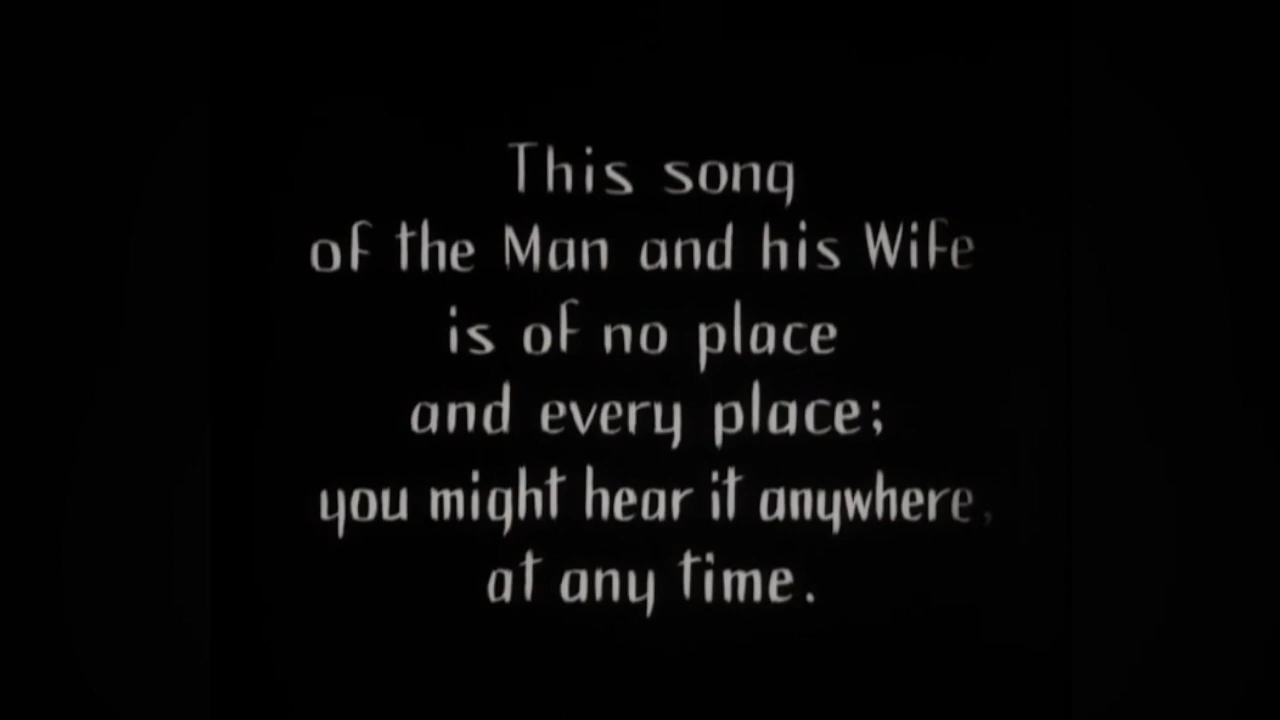 This song
of the Man and his Wife
is of no place
and every place;
you might hear it anywhere,
at any time.